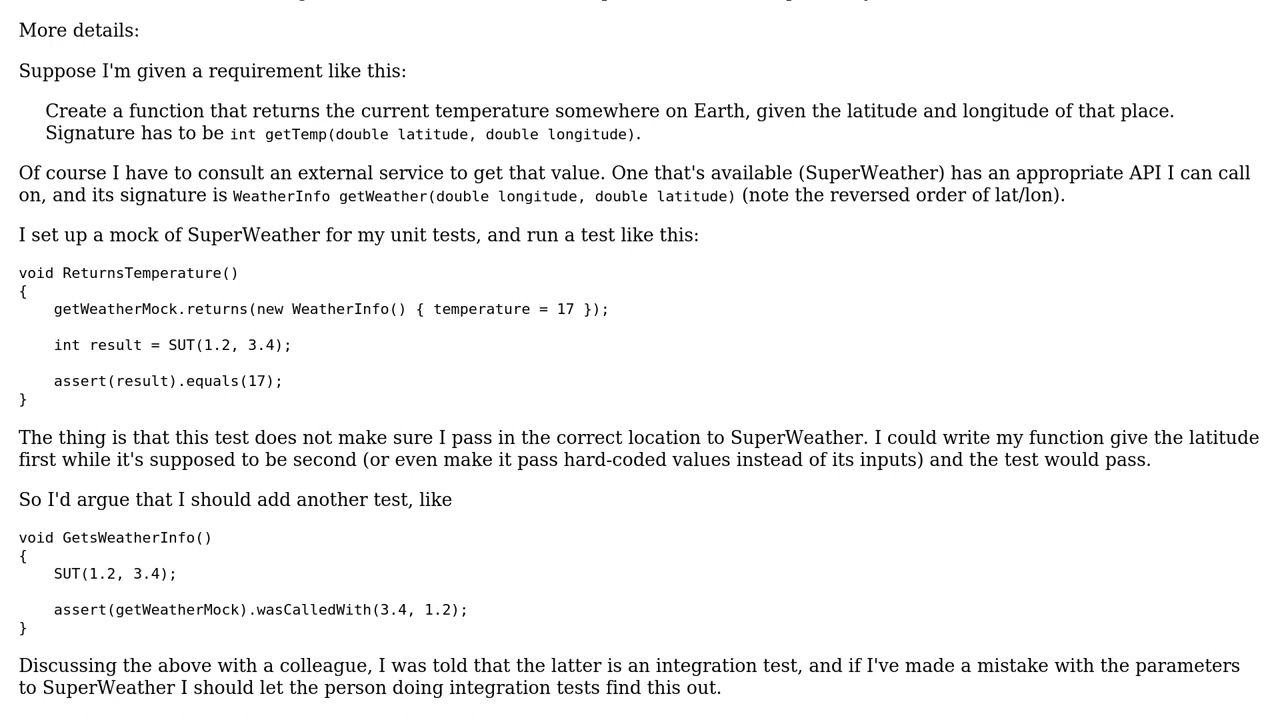 More details:
Suppose I'm given a requirement like this:
Create a function that returns the current temperature somewhere on Earth, given the latitude and longitude of that place.
Signature has to be int getTemp(double latitude, double longitude).
Of course I have to consult an external service to get that value. One that's available (SuperWeather) has an appropriate API I can call
on, and its signature is WeatherInfo getWeather(double longitude, double latitude) (note the reversed order of lat/lon).
I set up a mock of SuperWeather for my unit tests, and run a test like this:
void ReturnsTemperature()
{
    getWeatherMock.returns(new WeatherInfo() { temperature = 17 });
    int result = SUT(1.2, 3.4);
    assert(result).equals(17);
}
The thing is that this test does not make sure I pass in the correct location to SuperWeather. I could write my function give the latitude
first while it's supposed to be second (or even make it pass hard-coded values instead of its inputs) and the test would pass.
So I'd argue that I should add another test, like
void GetsWeatherInfo()
{
    SUT(1.2, 3.4);
    assert(getWeatherMock).wasCalledWith(3.4, 1.2);
}
Discussing the above with a colleague, I was told that the latter is an integration test, and if I've made a mistake with the parameters
to SuperWeather I should let the person doing integration tests find this out.